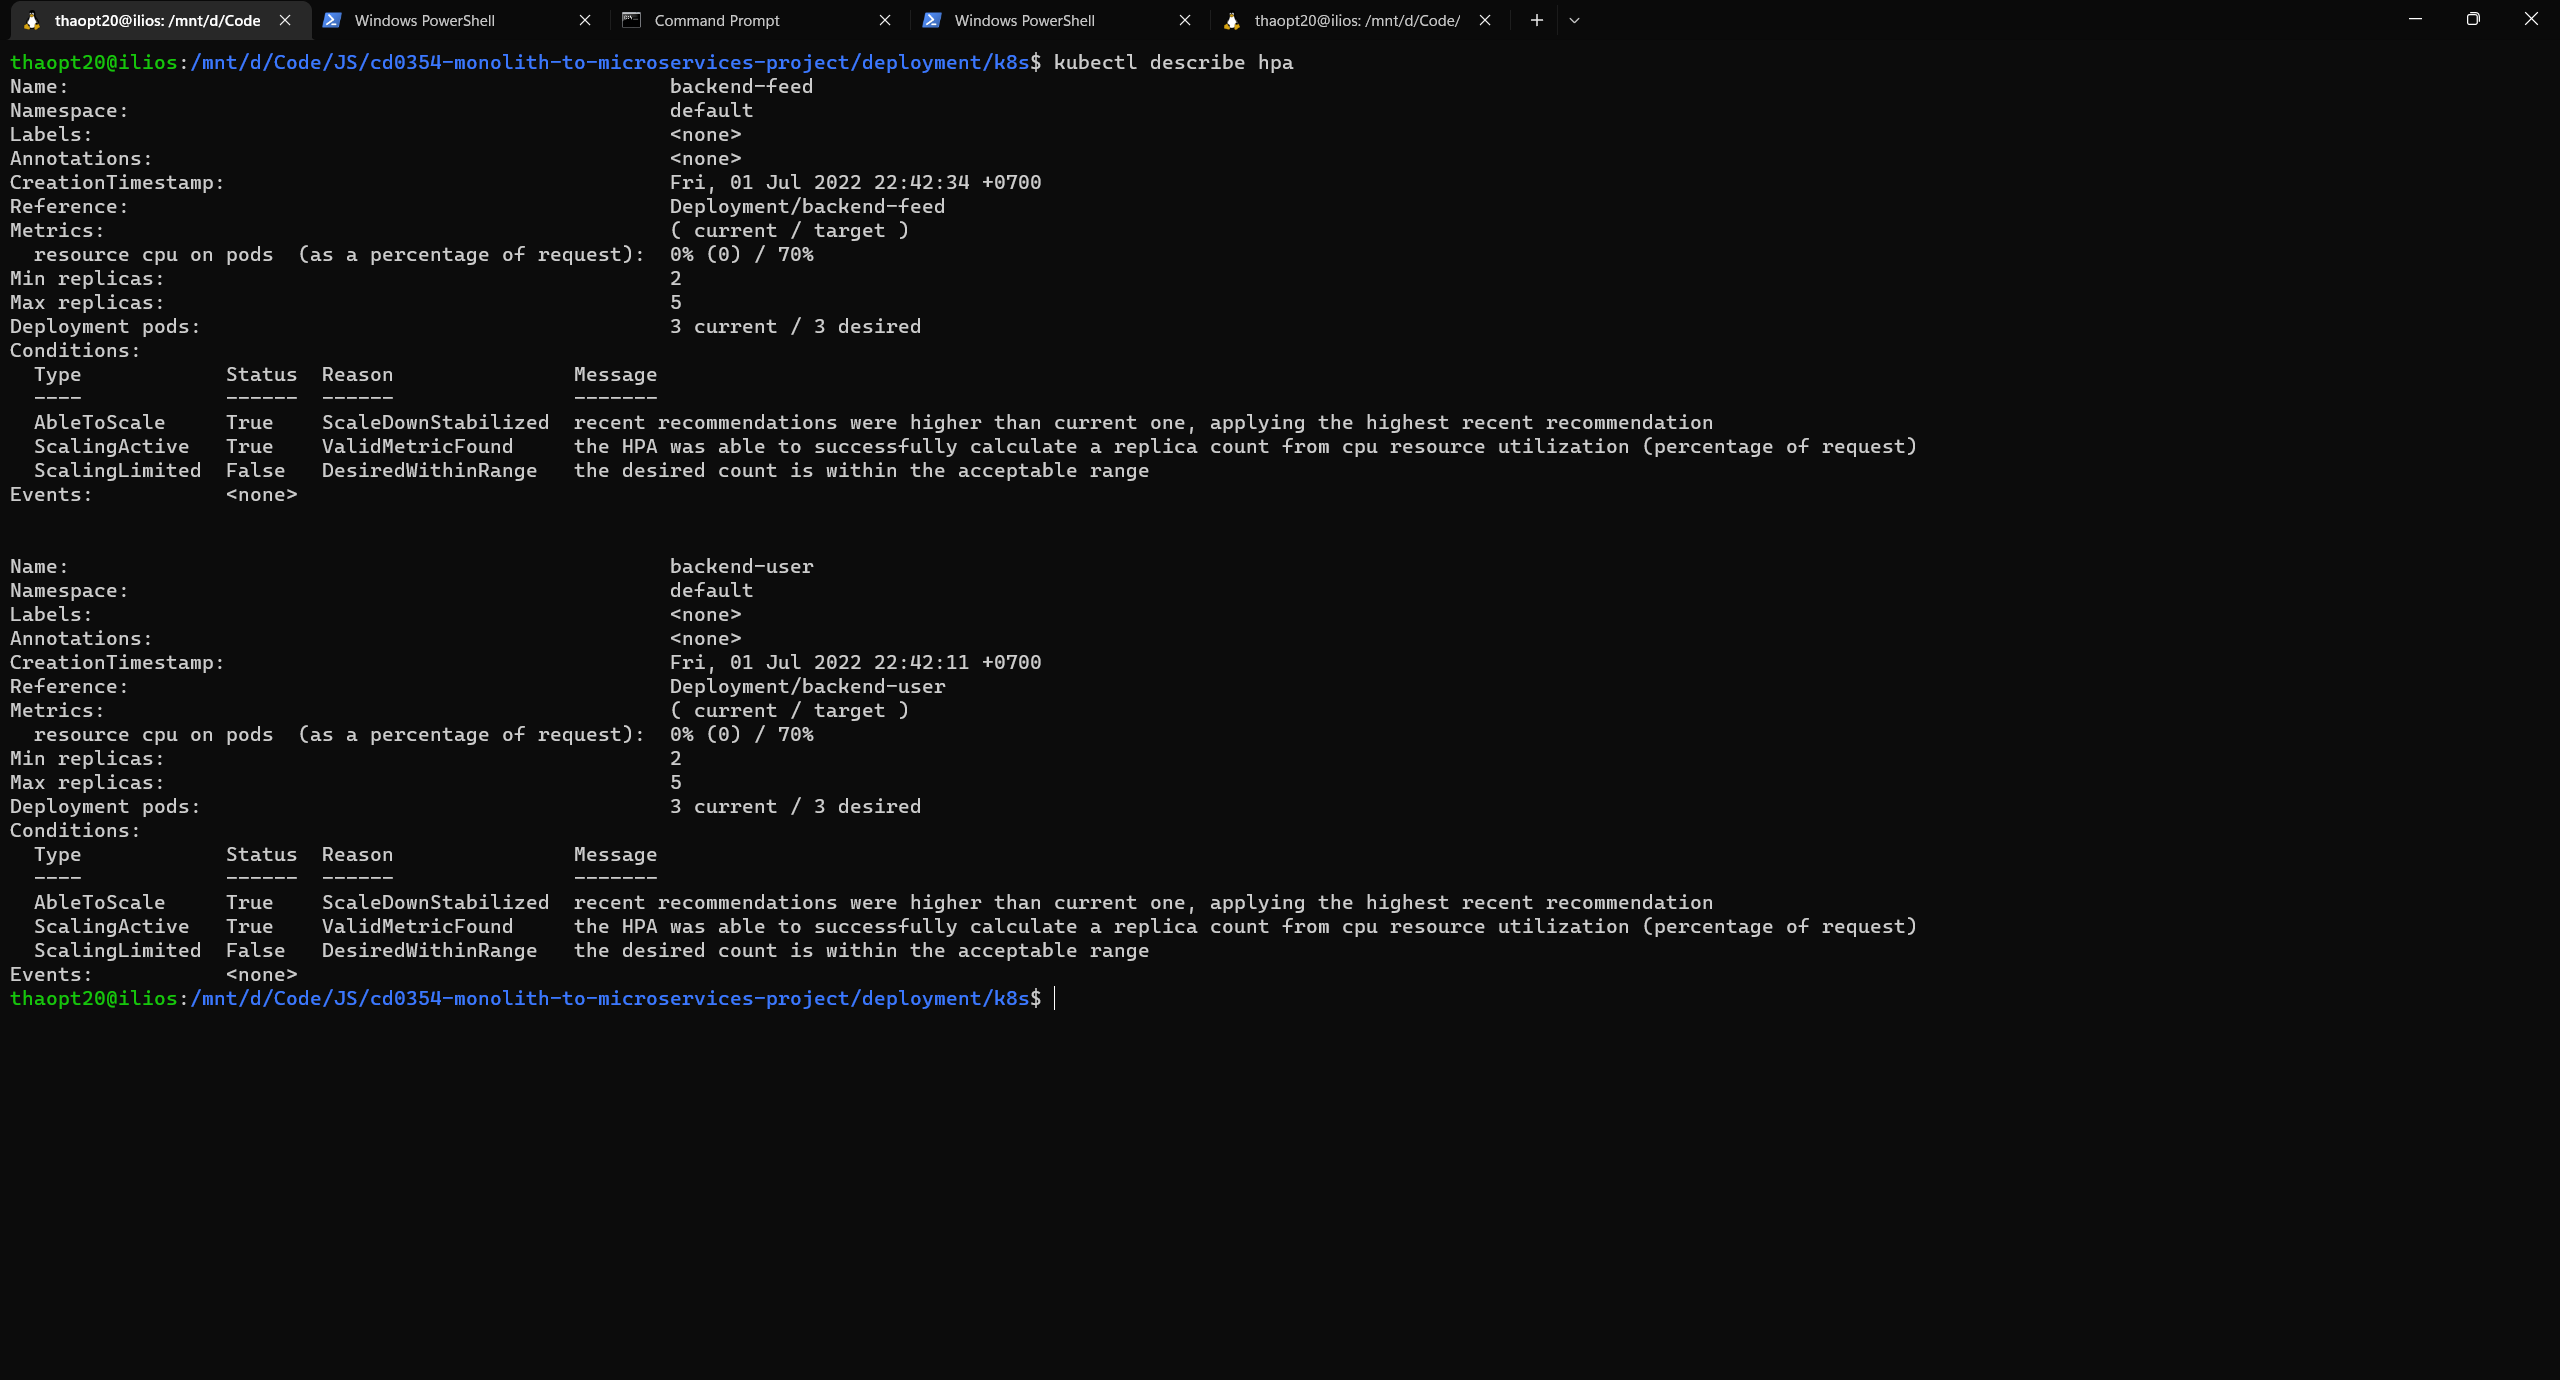 thaopt20@ilios: /mnt/d/Code
Windows PowerShell
Command Prompt
Windows PowerShell
thaopt20@ilios: /mnt/d/Code/
thaopt20@ilios:/mnt/d/Code/JS/cd0354-monolith-to-microservices-project/deployment/k8s$ kubectl describe hpa
Name: backend-feed
Namespace: default
Labels: <none>
Annotations: <none>
CreationTimestamp: Fri, 01 Jul 2022 22:42:34 +0700
Reference: Deployment/backend-feed
Metrics: ( current / target )
  resource cpu on pods  (as a percentage of request): 0% (0) / 70%
Min replicas: 2
Max replicas: 5
Deployment pods: 3 current / 3 desired
Conditions:
  Type            Status  Reason               Message
  ----            ------  ------               -------
  AbleToScale     True    ScaleDownStabilized  recent recommendations were higher than current one, applying the highest recent recommendation
  ScalingActive   True    ValidMetricFound     the HPA was able to successfully calculate a replica count from cpu resource utilization (percentage of request)
  ScalingLimited  False   DesiredWithinRange   the desired count is within the acceptable range
Events:           <none>
Name: backend-user
Namespace: default
Labels: <none>
Annotations: <none>
CreationTimestamp: Fri, 01 Jul 2022 22:42:11 +0700
Reference: Deployment/backend-user
Metrics: ( current / target )
  resource cpu on pods  (as a percentage of request): 0% (0) / 70%
Min replicas: 2
Max replicas: 5
Deployment pods: 3 current / 3 desired
Conditions:
  Type            Status  Reason               Message
  ----            ------  ------               -------
  AbleToScale     True    ScaleDownStabilized  recent recommendations were higher than current one, applying the highest recent recommendation
  ScalingActive   True    ValidMetricFound     the HPA was able to successfully calculate a replica count from cpu resource utilization (percentage of request)
  ScalingLimited  False   DesiredWithinRange   the desired count is within the acceptable range
Events:           <none>
thaopt20@ilios:/mnt/d/Code/JS/cd0354-monolith-to-microservices-project/deployment/k8s$